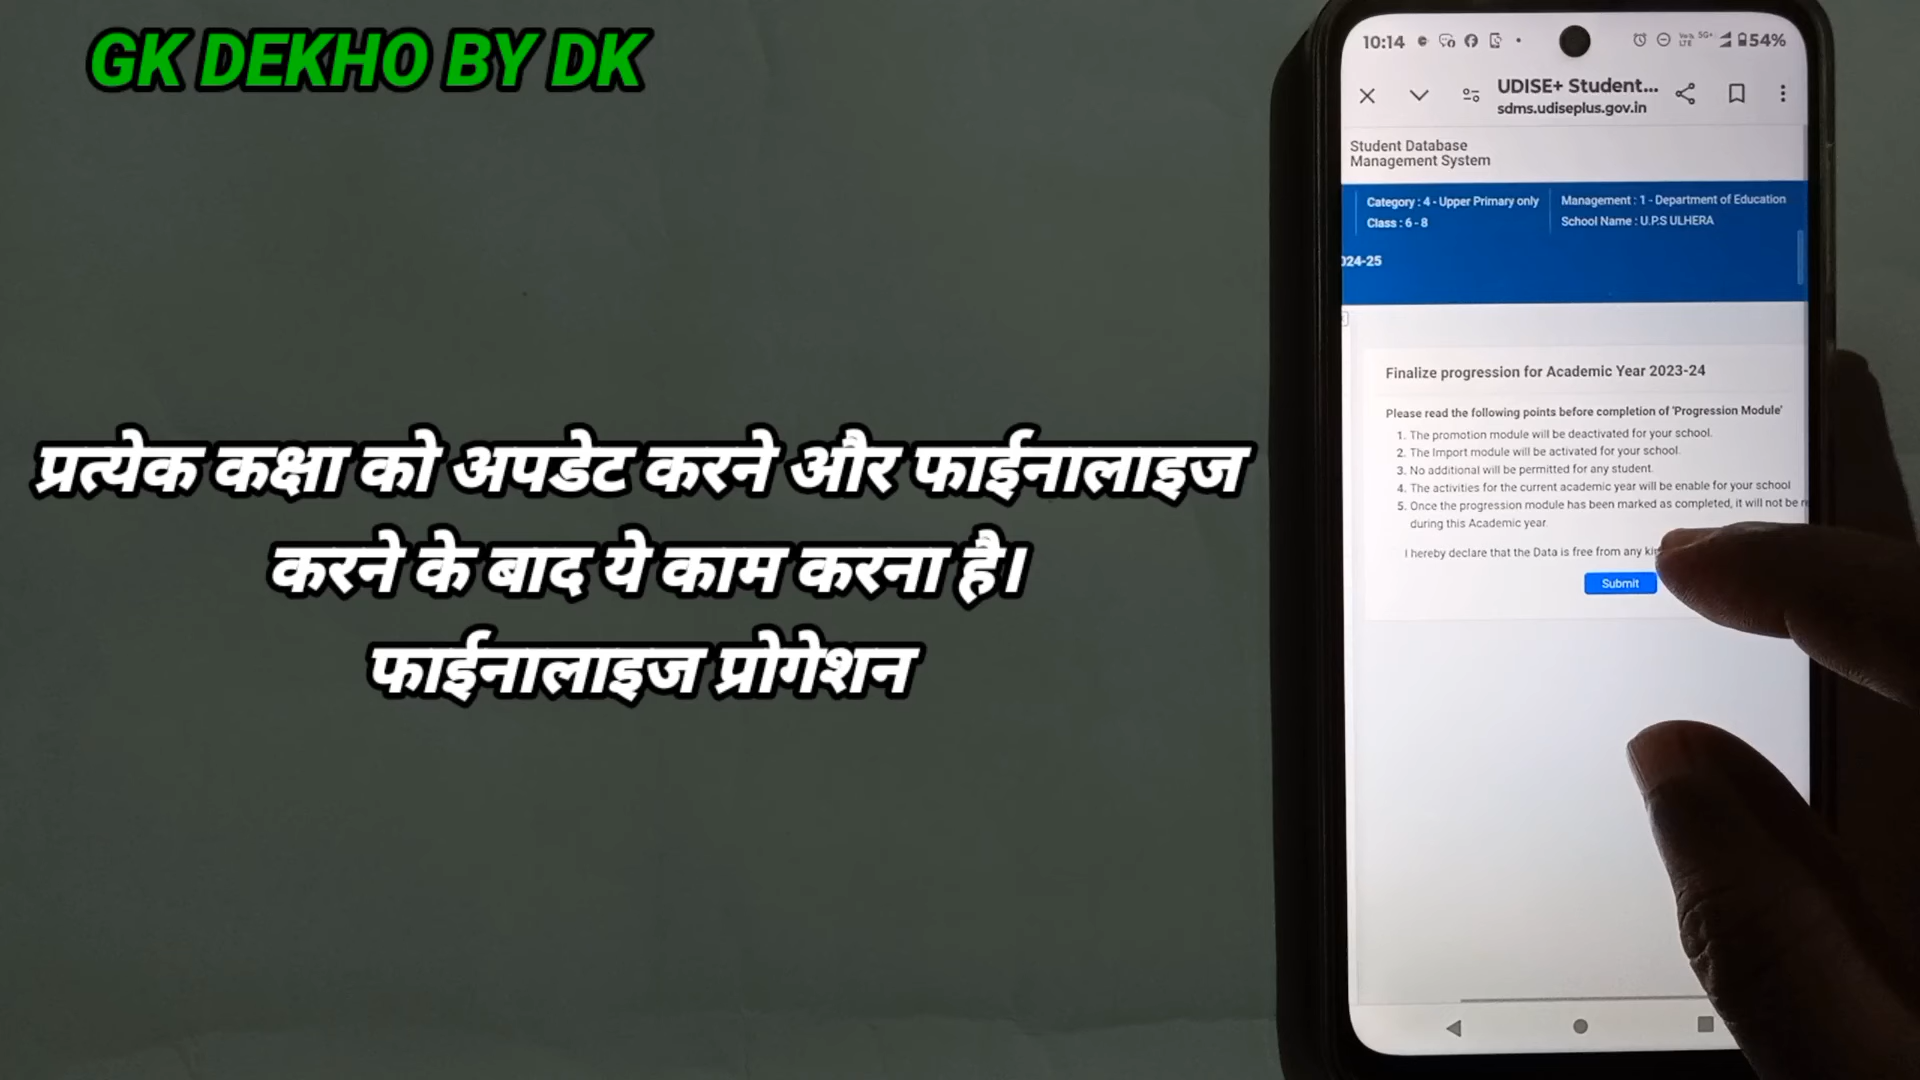 GK DEKHO BY DK
प्रत्येक कक्षा को अपडेट करने और फाईनालाइज
करने के बाद ये काम करना है।
फाईनालाइज प्रोगेशन
10:14
5G+
54%
UDISE+ Student...
sdms.udiseplus.gov.in
Student Database
Management System
Category : 4 - Upper Primary only
Management : 1 - Department of Education
Class : 6 - 8
School Name : U.P.S ULHERA
024-25
Finalize progression for Academic Year 2023-24
Please read the following points before completion of 'Progression Module'
1. The promotion module will be deactivated for your school.
2. The Import module will be activated for your school.
3. No additional will be permitted for any student.
4. The activities for the current academic year will be enable for your school
5. Once the progression module has been marked as completed, it will not be
during this Academic year.
I hereby declare that the Data is free from any
Submit